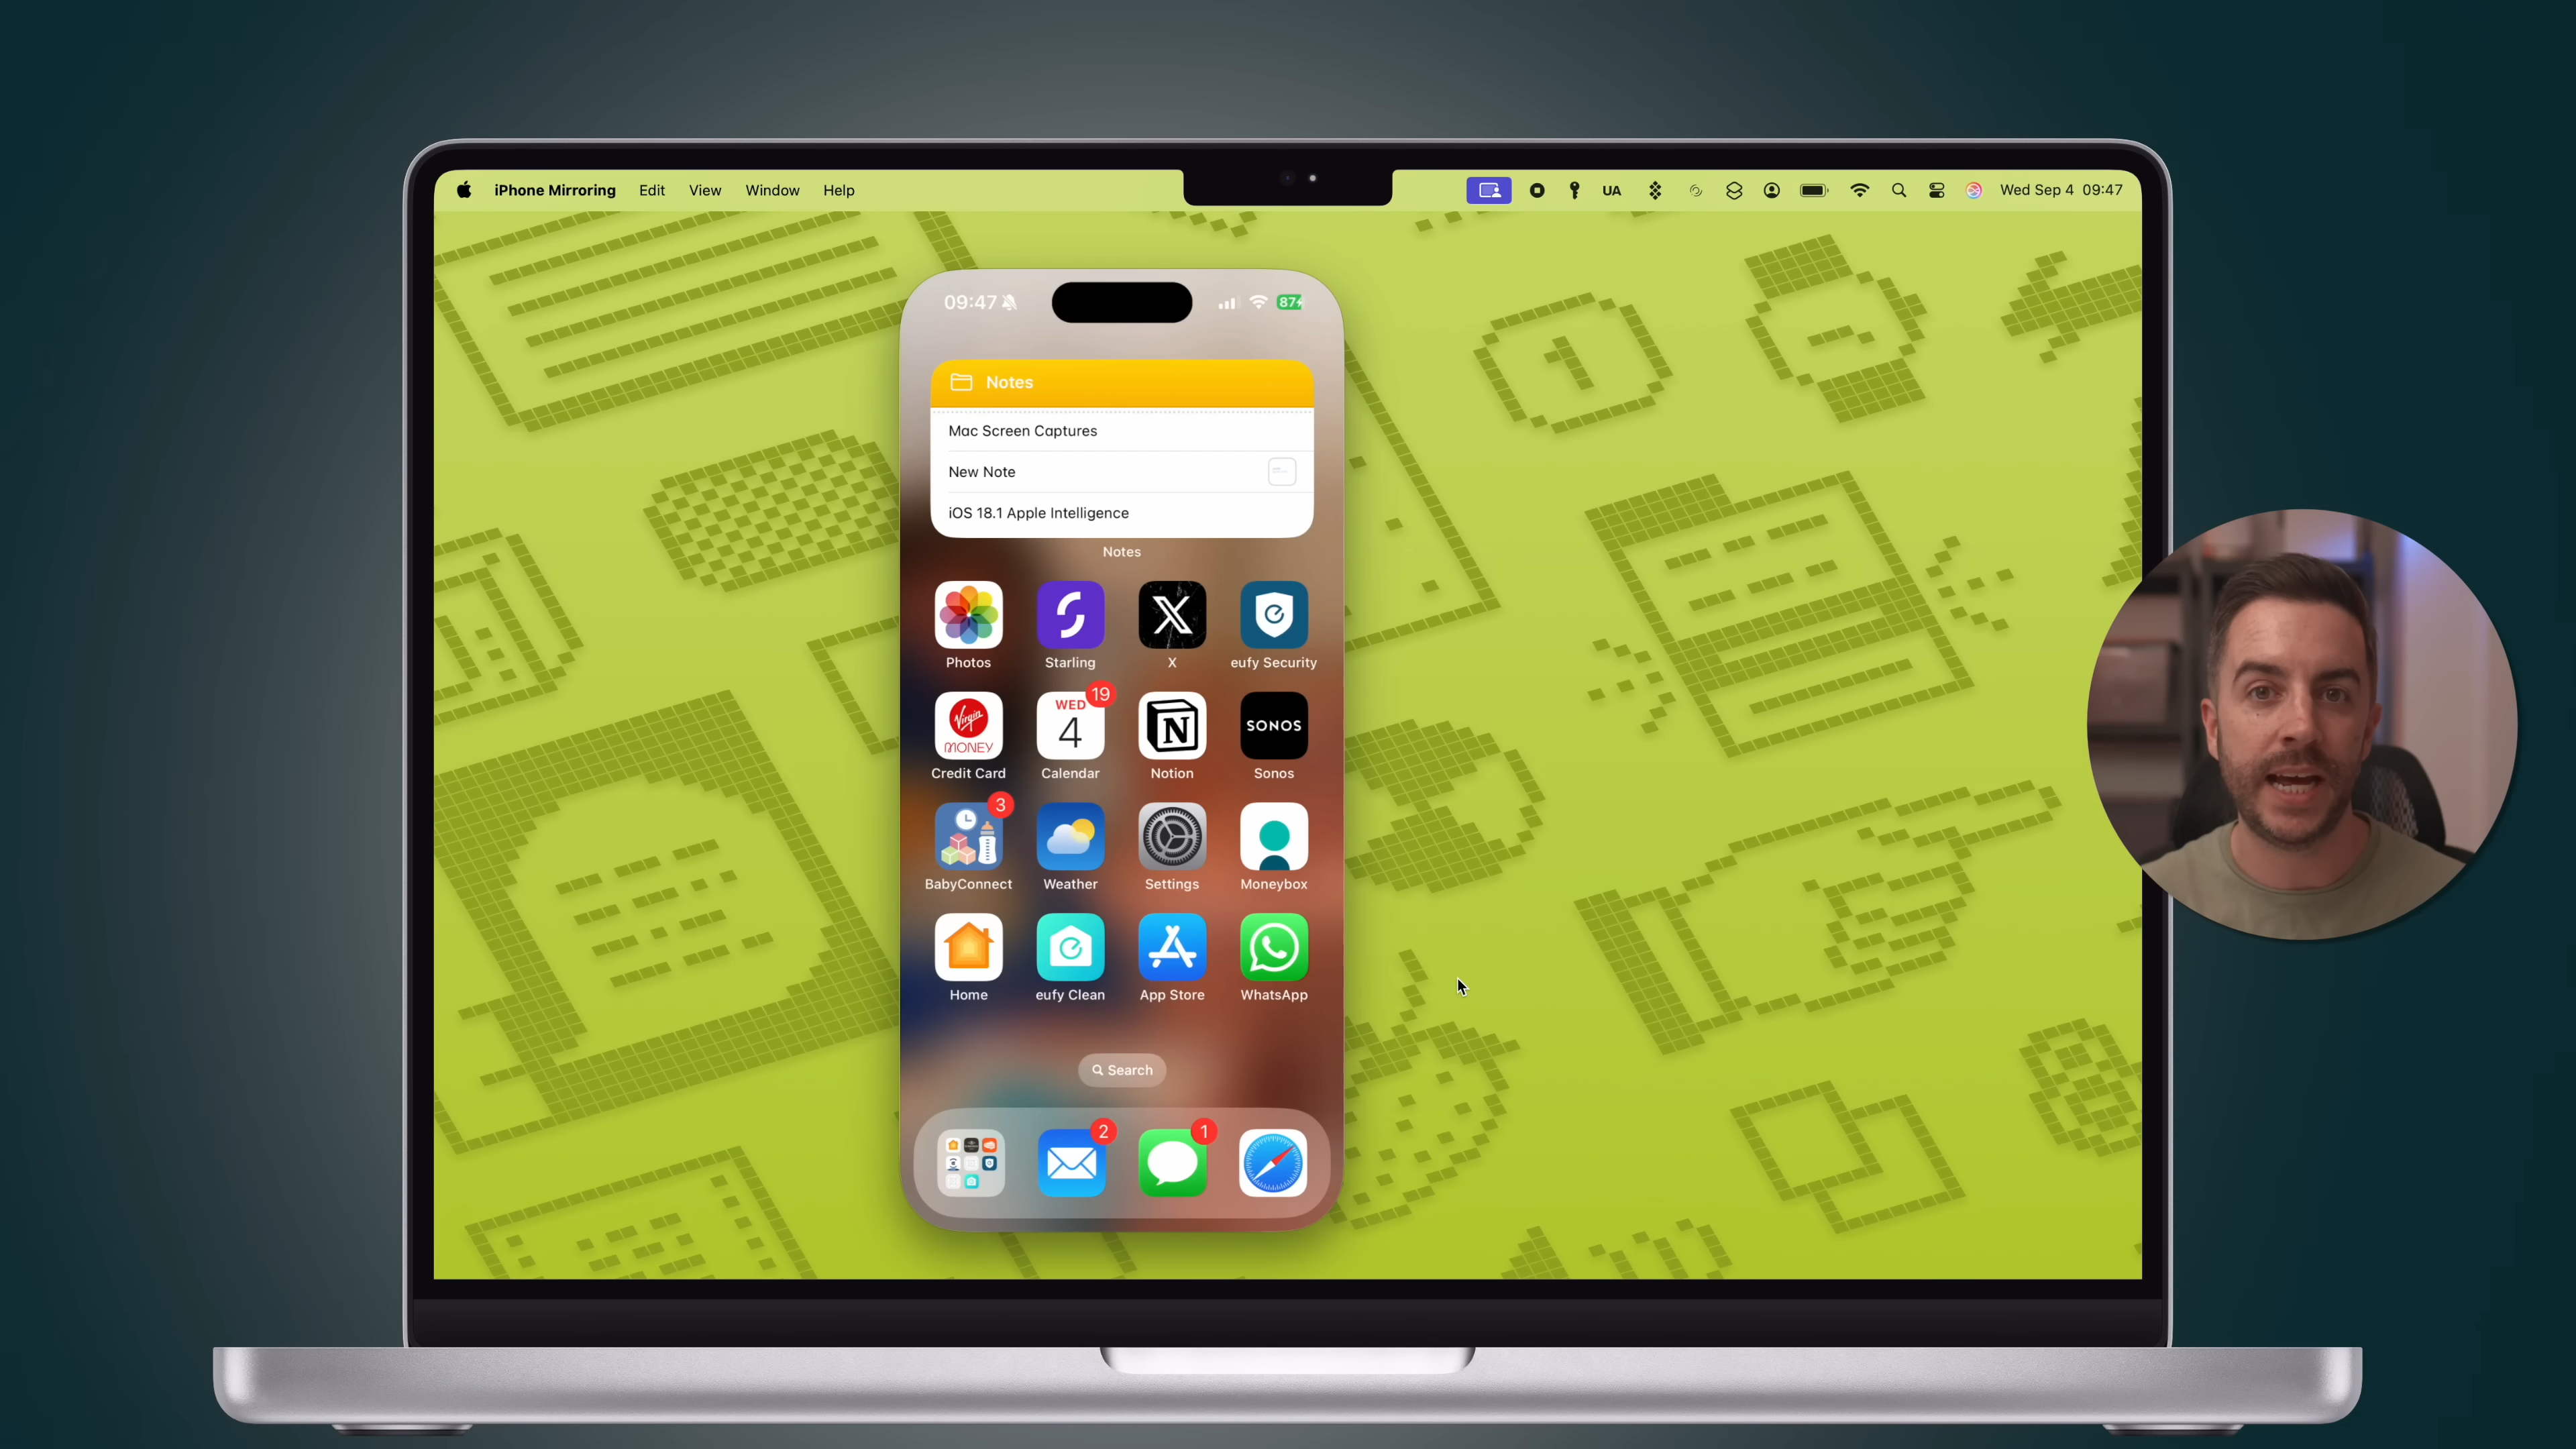 iPhone Mirroring Edit View Window Help UA Wed Sep 4 09:47
09:47 87
Notes
Mac Screen Captures
New Note
iOS 18.1 Apple Intelligence
Notes
Photos Starling X eufy Security
19
Virgin MONEY WED 4 N SONOS
Credit Card Calendar Notion Sonos
3
BabyConnect Weather Settings Moneybox
Home eufy Clean App Store WhatsApp
Search
2 1